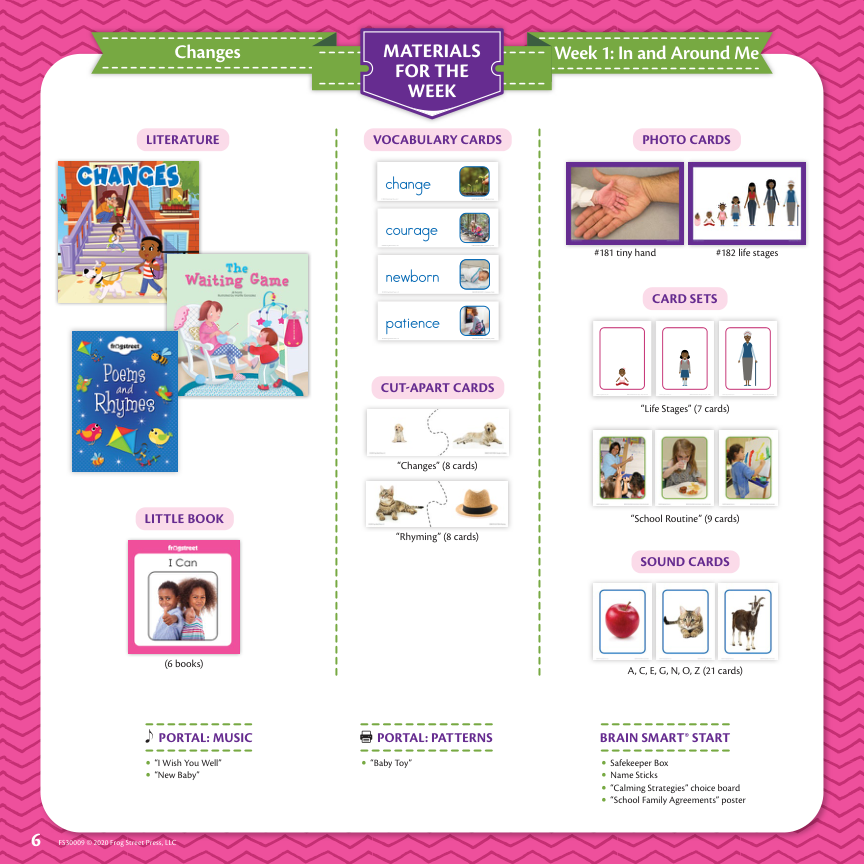 Changes
MATERIALS
FOR THE
WEEK
Week 1: In and Around Me
LITERATURE
CHANGES
The
Waiting Game
frogstreet
Poems
and
Rhymes
LITTLE BOOK
frogstreet
I Can
(6 books)
VOCABULARY CARDS
change
courage
newborn
patience
CUT-APART CARDS
“Changes” (8 cards)
“Rhyming” (8 cards)
PHOTO CARDS
#181 tiny hand
#182 life stages
CARD SETS
“Life Stages” (7 cards)
“School Routine” (9 cards)
SOUND CARDS
A, C, E, G, N, O, Z (21 cards)
PORTAL: MUSIC
• “I Wish You Well”
• “New Baby”
PORTAL: PATTERNS
• “Baby Toy”
BRAIN SMART® START
• Safekeeper Box
• Name Sticks
• “Calming Strategies” choice board
• “School Family Agreements” poster
6 FS30009 © 2020 Frog Street Press, LLC